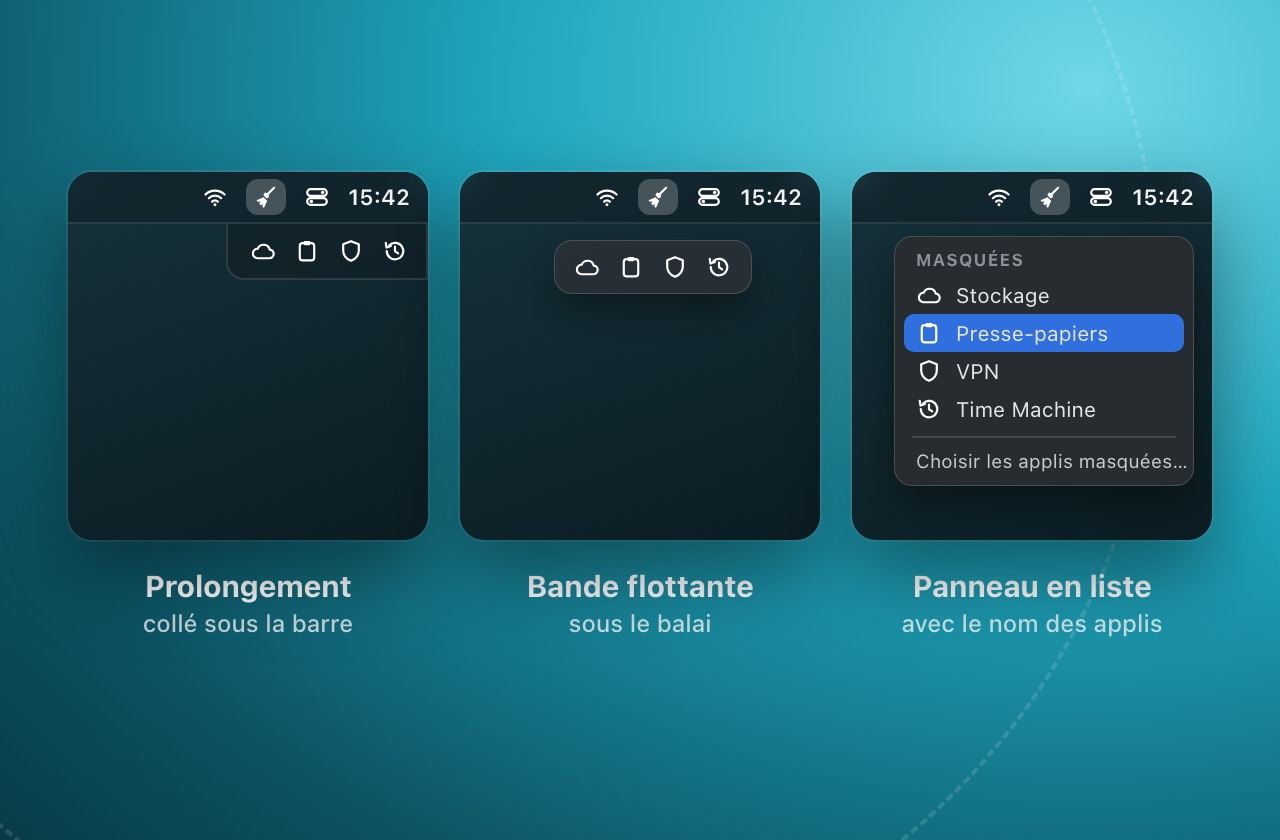 15:42
15:42
15:42
MASQUÉES
Stockage
Presse-papiers
VPN
Time Machine
Choisir les applis masquées…
Prolongement
collé sous la barre
Bande flottante
sous le balai
Panneau en liste
avec le nom des applis